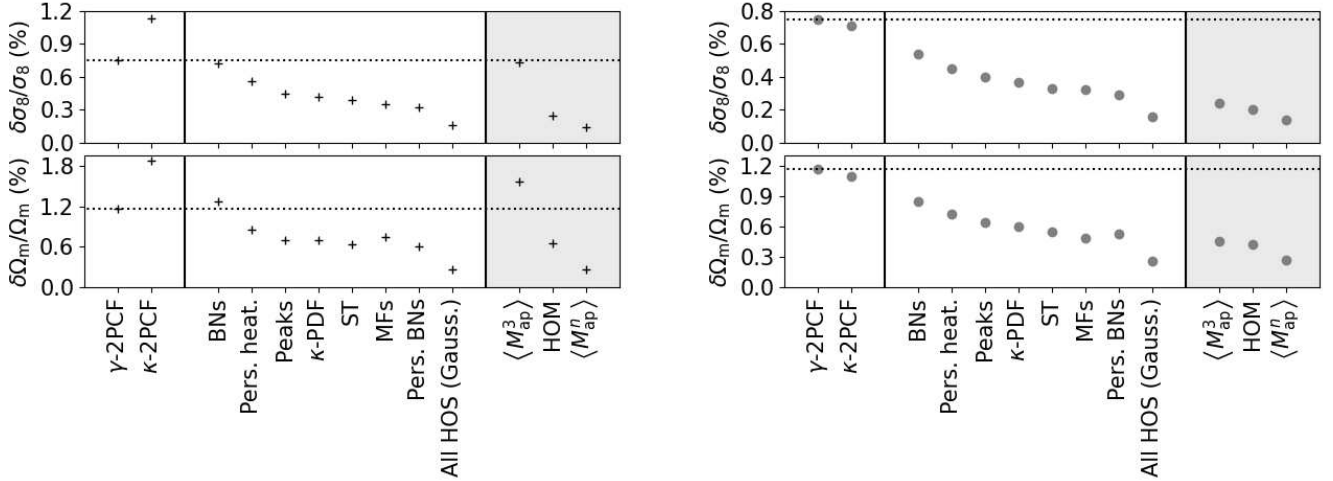 δσ₈/σ₈ (%)
1.2
0.9
0.6
0.3
0.0
δΩₘ/Ωₘ (%)
1.8
1.2
0.6
0.0
γ-2PCF
κ-2PCF
BNs
Pers. heat.
Peaks
κ-PDF
ST
MFs
Pers. BNs
All HOS (Gauss.)
⟨M³ₐₚ⟩
HOM
⟨Mⁿₐₚ⟩
δσ₈/σ₈ (%)
0.8
0.6
0.4
0.2
0.0
δΩₘ/Ωₘ (%)
1.2
0.9
0.6
0.3
0.0
γ-2PCF
κ-2PCF
BNs
Pers. heat.
Peaks
κ-PDF
ST
MFs
Pers. BNs
All HOS (Gauss.)
⟨M³ₐₚ⟩
HOM
⟨Mⁿₐₚ⟩